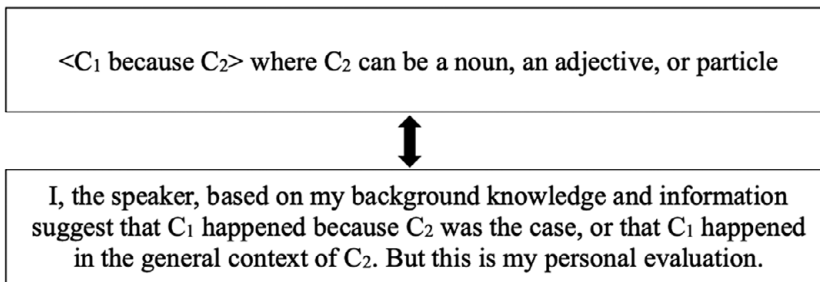 <C₁ because C₂> where C₂ can be a noun, an adjective, or particle
I, the speaker, based on my background knowledge and information
suggest that C₁ happened because C₂ was the case, or that C₁ happened
in the general context of C₂. But this is my personal evaluation.